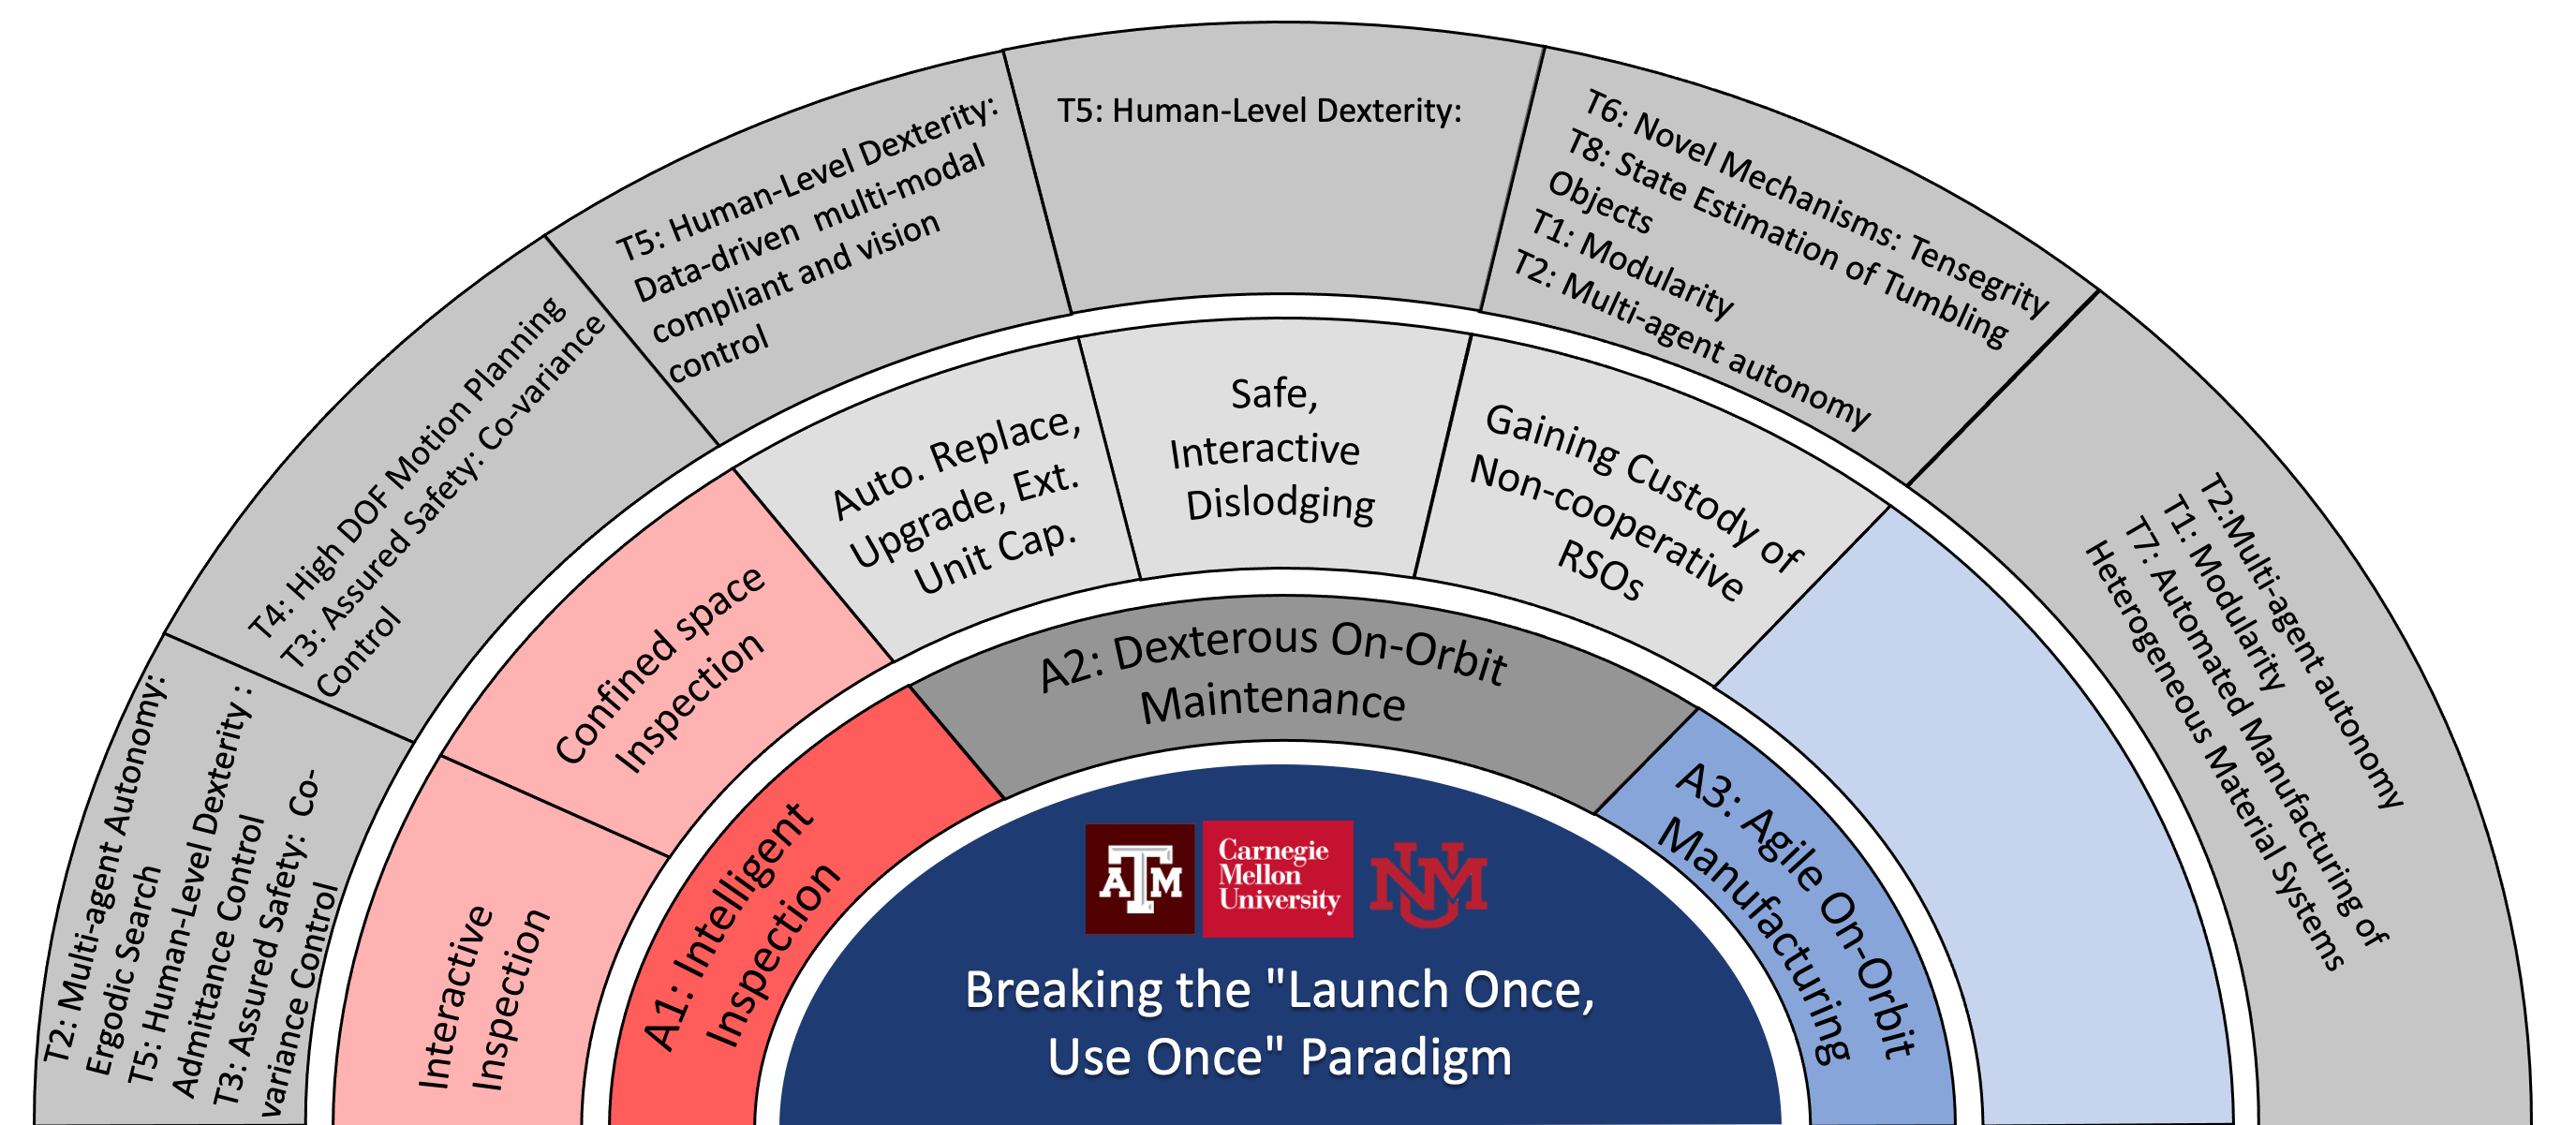 T2: Multi-agent Autonomy:
Ergodic Search
T5: Human-Level Dexterity :
Admittance Control
T3: Assured Safety: Co-
variance Control
T4: High DOF Motion Planning
T3: Assured Safety: Co-variance
Control
T5: Human-Level Dexterity:
Data-driven multi-modal
compliant and vision
control
T5: Human-Level Dexterity:
T6: Novel Mechanisms: Tensegrity
T8: State Estimation of Tumbling
Objects
T1: Modularity
T2: Multi-agent autonomy
T2:Multi-agent autonomy
T1: Modularity
T7: Automated Manufacturing of
Heterogeneous Material Systems
Interactive
Inspection
Confined space
Inspection
Auto. Replace,
Upgrade, Ext.
Unit Cap.
Safe,
Interactive
Dislodging
Gaining Custody of
Non-cooperative
RSOs
A1: Intelligent
Inspection
A2: Dexterous On-Orbit
Maintenance
A3: Agile On-Orbit
Manufacturing
ATM
Carnegie
Mellon
University
NM
Breaking the "Launch Once,
Use Once" Paradigm